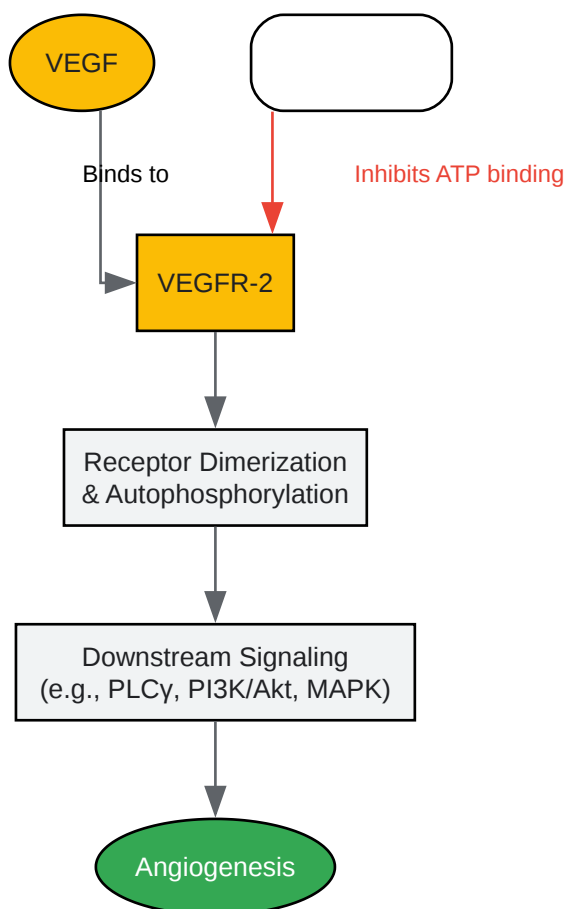 VEGF
Binds to
Inhibits ATP binding
VEGFR-2
Receptor Dimerization
& Autophosphorylation
Downstream Signaling
(e.g., PLCγ, PI3K/Akt, MAPK)
Angiogenesis